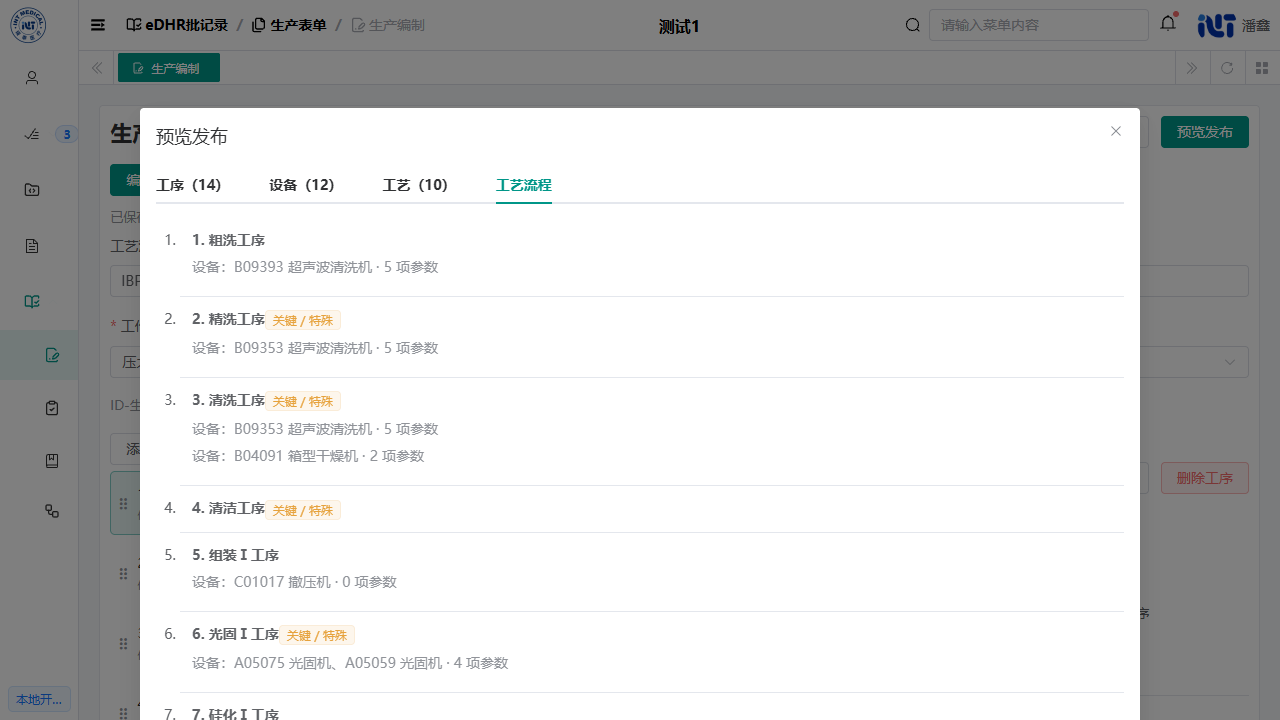 eDHR批记录 / 生产表单 / 生产编制
测试1
请输入菜单内容
潘鑫
生产编制
3
预览发布
预览发布
工序（14）
设备（12）
工艺（10）
工艺流程
1. 1. 粗洗工序
设备：B09393 超声波清洗机 · 5 项参数
2. 2. 精洗工序 关键 / 特殊
设备：B09353 超声波清洗机 · 5 项参数
3. 3. 清洗工序 关键 / 特殊
设备：B09353 超声波清洗机 · 5 项参数
设备：B04091 箱型干燥机 · 2 项参数
4. 4. 清洁工序 关键 / 特殊
5. 5. 组装 I 工序
设备：C01017 撤压机 · 0 项参数
6. 6. 光固 I 工序 关键 / 特殊
设备：A05075 光固机、A05059 光固机 · 4 项参数
7. 7. 硅化 I 工序
删除工序
本地开...